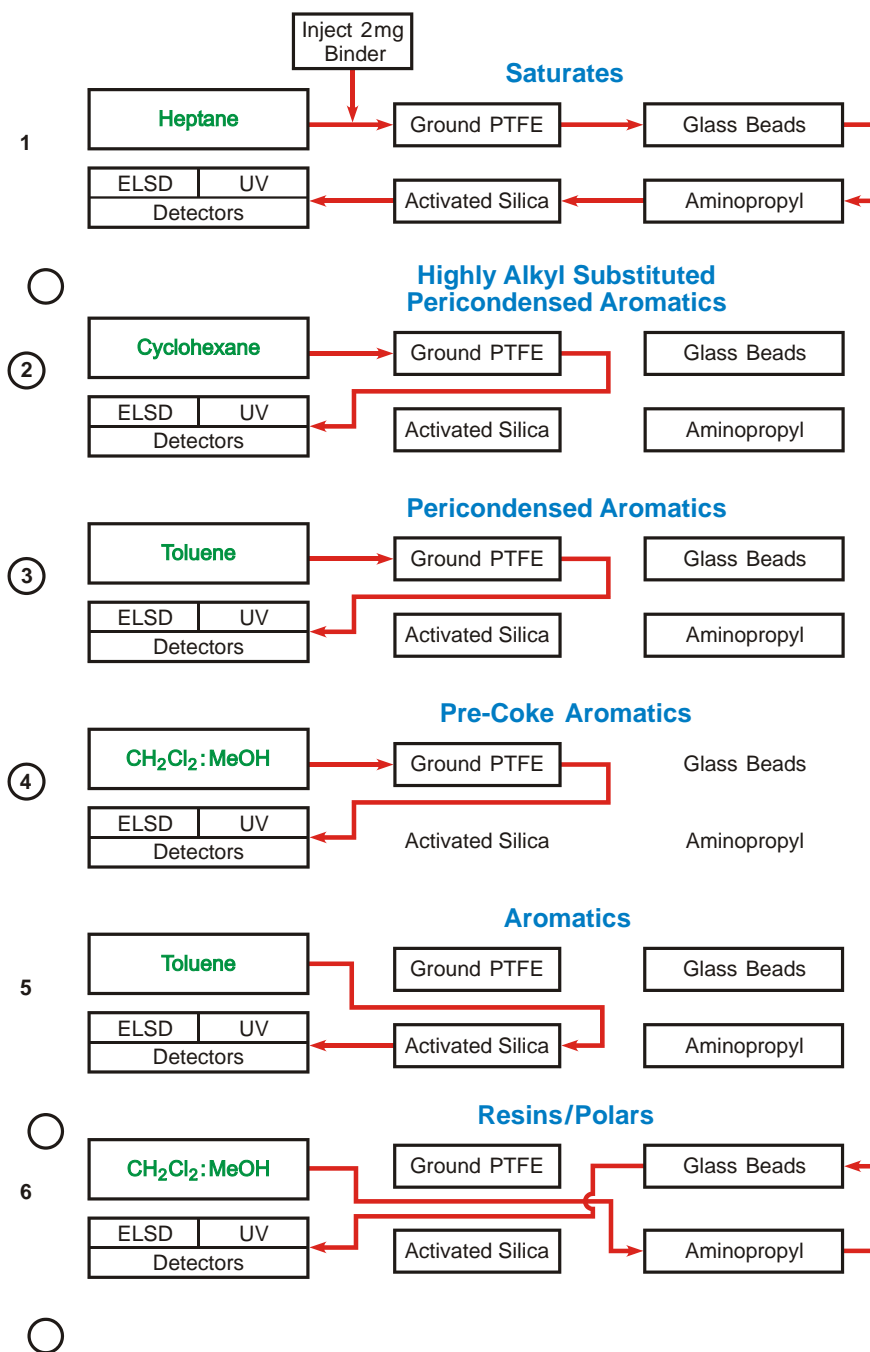 Inject 2mg
Binder
Saturates
1
Heptane
Ground PTFE
Glass Beads
ELSD UV
Detectors
Activated Silica
Aminopropyl
Highly Alkyl Substituted
Pericondensed Aromatics
2
Cyclohexane
Ground PTFE
Glass Beads
ELSD UV
Detectors
Activated Silica
Aminopropyl
Pericondensed Aromatics
3
Toluene
Ground PTFE
Glass Beads
ELSD UV
Detectors
Activated Silica
Aminopropyl
Pre-Coke Aromatics
4
CH₂Cl₂:MeOH
Ground PTFE
Glass Beads
ELSD UV
Detectors
Activated Silica
Aminopropyl
Aromatics
5
Toluene
Ground PTFE
Glass Beads
ELSD UV
Detectors
Activated Silica
Aminopropyl
Resins/Polars
6
CH₂Cl₂:MeOH
Ground PTFE
Glass Beads
ELSD UV
Detectors
Activated Silica
Aminopropyl